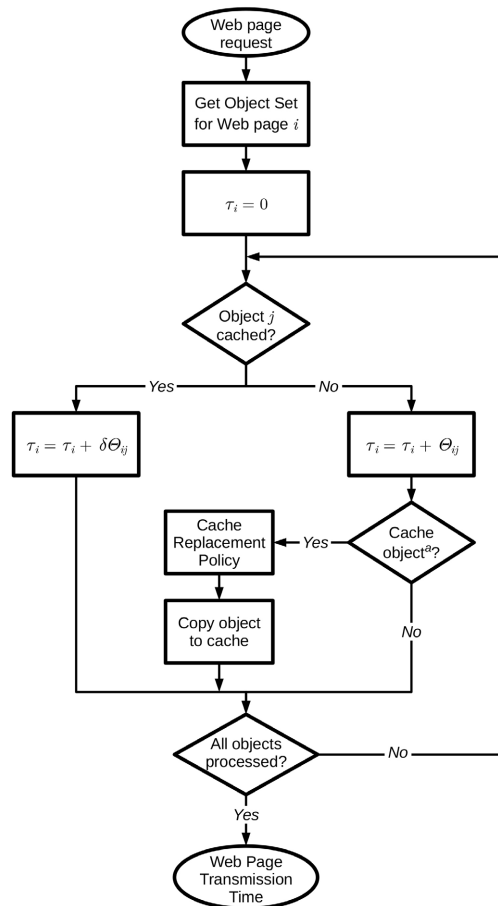 Web page
request
Get Object Set
for Web page i
τᵢ = 0
Object j
cached?
Yes
No
τᵢ = τᵢ + δΘᵢⱼ
τᵢ = τᵢ + Θᵢⱼ
Cache
Replacement
Policy
Yes
Cache
objectᵃ?
Copy object
to cache
No
All objects
processed?
No
Yes
Web Page
Transmission
Time